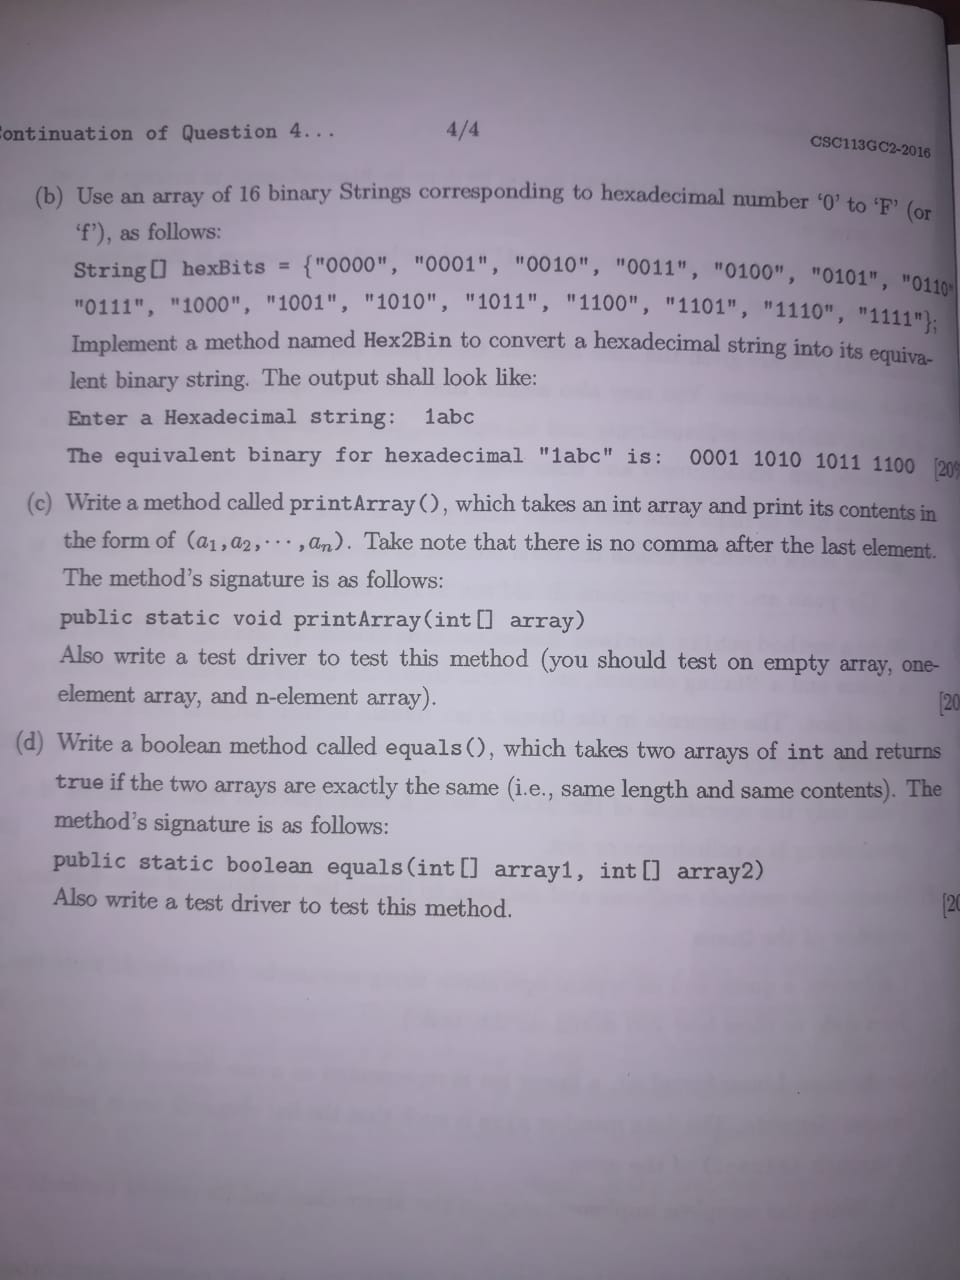 Continuation of Question 4... 4/4 CSC113GC2-2016
(b) Use an array of 16 binary Strings corresponding to hexadecimal number ‘0’ to ‘F’ (or
‘f’), as follows:
String[] hexBits = {"0000", "0001", "0010", "0011", "0100", "0101", "0110"
"0111", "1000", "1001", "1010", "1011", "1100", "1101", "1110", "1111"};
Implement a method named Hex2Bin to convert a hexadecimal string into its equiva-
lent binary string. The output shall look like:
Enter a Hexadecimal string: 1abc
The equivalent binary for hexadecimal "1abc" is: 0001 1010 1011 1100 [20%
(c) Write a method called printArray(), which takes an int array and print its contents in
the form of (a1,a2,···,an). Take note that there is no comma after the last element.
The method's signature is as follows:
public static void printArray(int[] array)
Also write a test driver to test this method (you should test on empty array, one-
element array, and n-element array). [20
(d) Write a boolean method called equals(), which takes two arrays of int and returns
true if the two arrays are exactly the same (i.e., same length and same contents). The
method's signature is as follows:
public static boolean equals(int[] array1, int[] array2)
Also write a test driver to test this method. [20